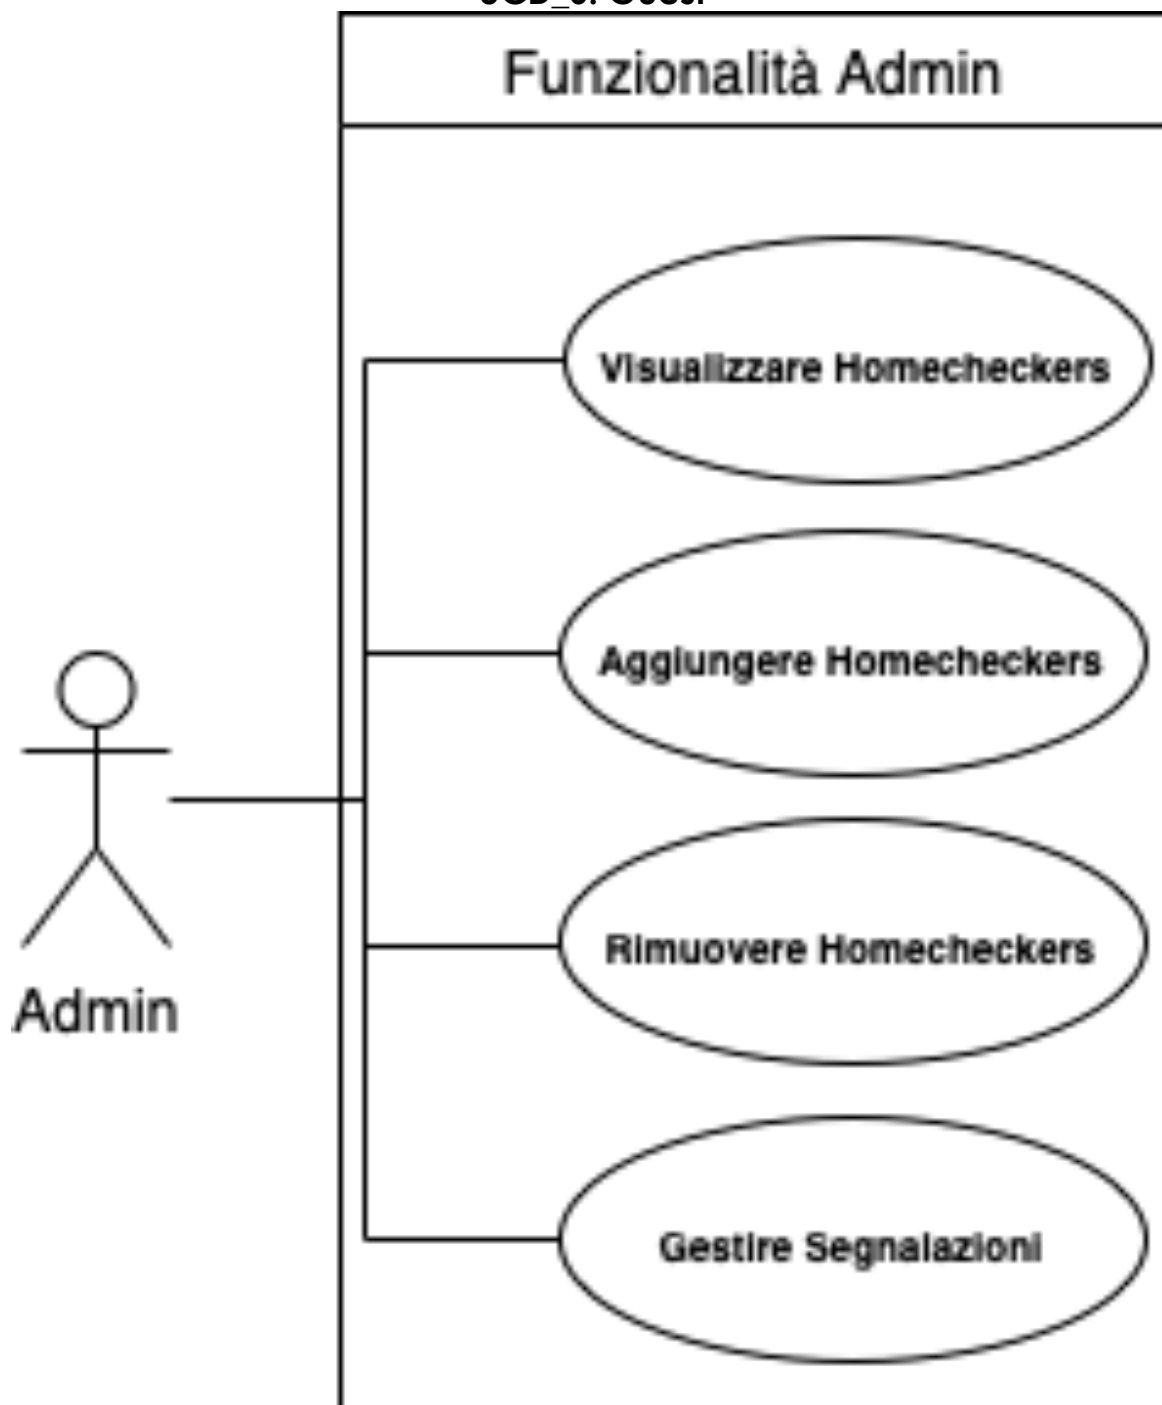 Funzionalità Admin
Visualizzare Homecheckers
Aggiungere Homecheckers
Rimuovere Homecheckers
Admin
Gestire Segnalazioni